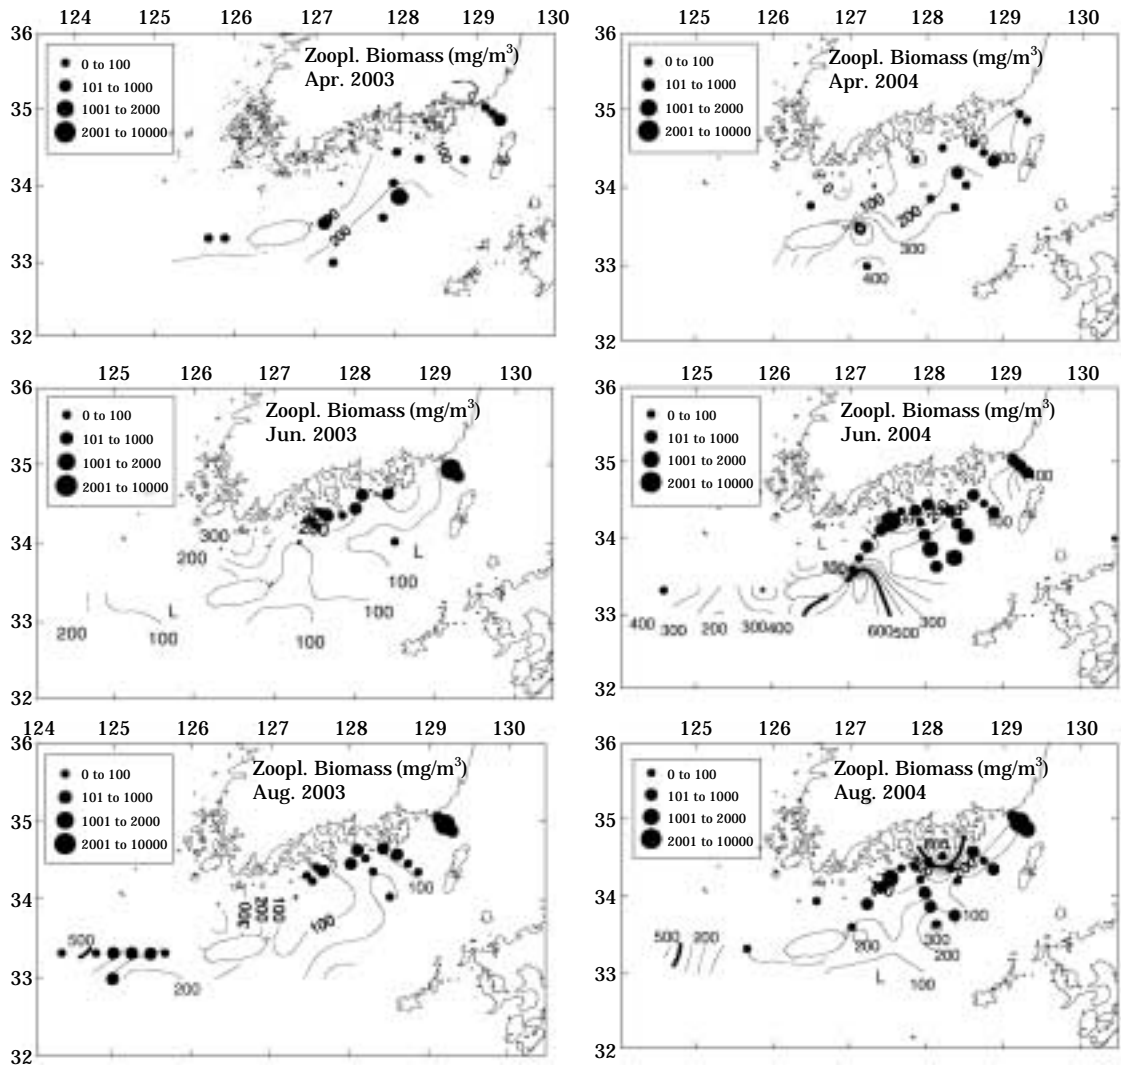 124 125 126 127 128 129 130
36
Zoopl. Biomass (mg/m³)
Apr. 2003
0 to 100
101 to 1000
1001 to 2000
2001 to 10000
35
34
200
33
32
125 126 127 128 129 130
36
Zoopl. Biomass (mg/m³)
Apr. 2004
0 to 100
101 to 1000
1001 to 2000
2001 to 10000
35
34
100
200
300
33
400
32
125 126 127 128 129 130
36
Zoopl. Biomass (mg/m³)
Jun. 2003
0 to 100
101 to 1000
1001 to 2000
2001 to 10000
35
300
34
200
L
100
L
100
200
100
100
33
32
125 126 127 128 129 130
36
Zoopl. Biomass (mg/m³)
Jun. 2004
0 to 100
101 to 1000
1001 to 2000
2001 to 10000
35
34
L
100
33
400 300 200 300 400 600 500 300
32
124 125 126 127 128 129 130
36
Zoopl. Biomass (mg/m³)
Aug. 2003
0 to 100
101 to 1000
1001 to 2000
2001 to 10000
35
100
34
300 200 100
100
500
33
200
32
125 126 127 128 129 130
36
Zoopl. Biomass (mg/m³)
Aug. 2004
0 to 100
101 to 1000
1001 to 2000
2001 to 10000
35
34
100
500 200
200
300
200
33
L
100
32